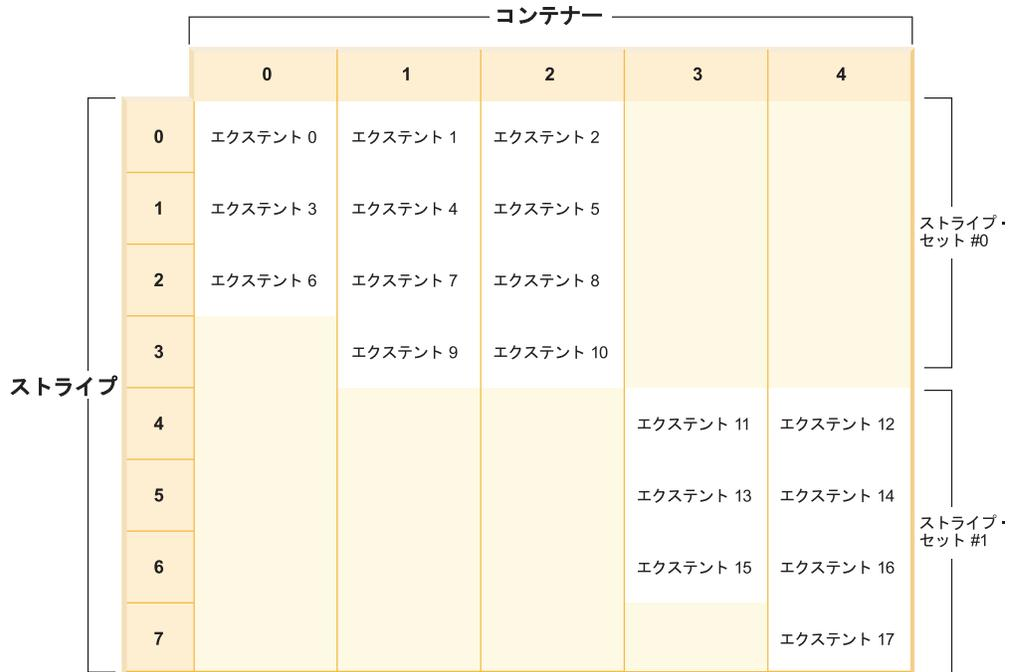 コンテナー
0 1 2 3 4
0 エクステント 0 エクステント 1 エクステント 2
1 エクステント 3 エクステント 4 エクステント 5
ストライプ・
セット #0
2 エクステント 6 エクステント 7 エクステント 8
3 エクステント 9 エクステント 10
ストライプ
4 エクステント 11 エクステント 12
5 エクステント 13 エクステント 14
ストライプ・
セット #1
6 エクステント 15 エクステント 16
7 エクステント 17